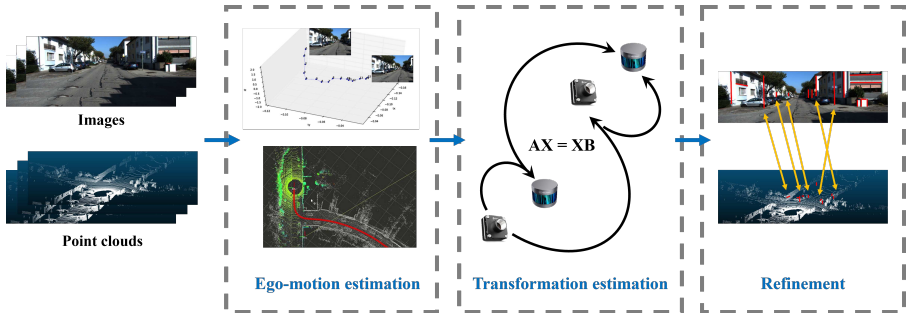 Images
Point clouds
AX = XB
Ego-motion estimation
Transformation estimation
Refinement